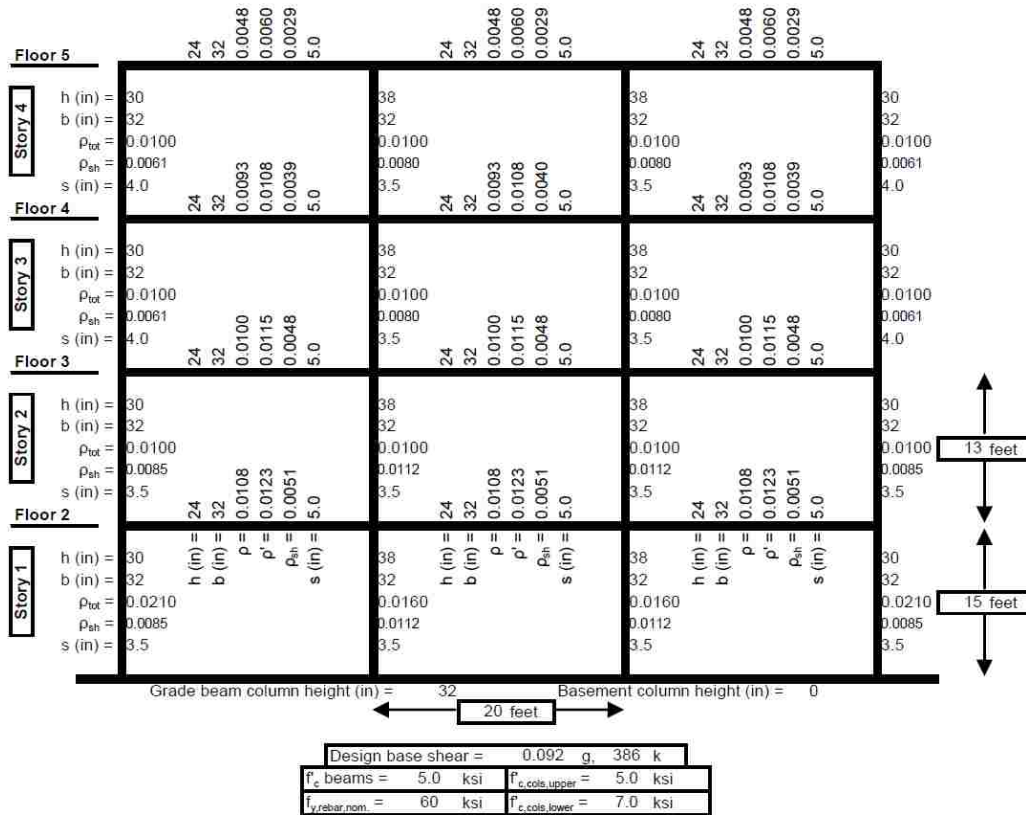 24 32 0.0048 0.0060 0.0029 5.0 24 32 0.0048 0.0060 0.0029 5.0 24 32 0.0048 0.0060 0.0029 5.0
Floor 5
Story 4
h (in) = 30 38 38 30
b (in) = 32 32 32 32
ρtot = 0.0100 0.0100 0.0100 0.0100
ρsh = 0.0061 0.0080 0.0080 0.0061
s (in) = 4.0 3.5 3.5 4.0
24 32 0.0093 0.0108 0.0039 5.0 24 32 0.0093 0.0108 0.0040 5.0 24 32 0.0093 0.0108 0.0039 5.0
Floor 4
Story 3
h (in) = 30 38 38 30
b (in) = 32 32 32 32
ρtot = 0.0100 0.0100 0.0100 0.0100
ρsh = 0.0061 0.0080 0.0080 0.0061
s (in) = 4.0 3.5 3.5 4.0
24 32 0.0100 0.0115 0.0048 5.0 24 32 0.0100 0.0115 0.0048 5.0 24 32 0.0100 0.0115 0.0048 5.0
Floor 3
Story 2
h (in) = 30 38 38 30
b (in) = 32 32 32 32
ρtot = 0.0100 0.0100 0.0100 0.0100
ρsh = 0.0085 0.0112 0.0112 0.0085
s (in) = 3.5 3.5 3.5 3.5
13 feet
24 32 0.0108 0.0123 0.0051 5.0 24 32 0.0108 0.0123 0.0051 5.0 24 32 0.0108 0.0123 0.0051 5.0
Floor 2
h (in) = b (in) = ρ = ρ' = ρsh = s (in) = h (in) = b (in) = ρ = ρ' = ρsh = s (in) = h (in) = b (in) = ρ = ρ' = ρsh = s (in) =
Story 1
h (in) = 30 38 38 30
b (in) = 32 32 32 32
ρtot = 0.0210 0.0160 0.0160 0.0210
ρsh = 0.0085 0.0112 0.0112 0.0085
s (in) = 3.5 3.5 3.5 3.5
15 feet
Grade beam column height (in) = 32 Basement column height (in) = 0
20 feet
Design base shear = 0.092 g, 386 k
f'c beams = 5.0 ksi f'c,cols,upper = 5.0 ksi
fy,rebar,nom. = 60 ksi f'c,cols,lower = 7.0 ksi